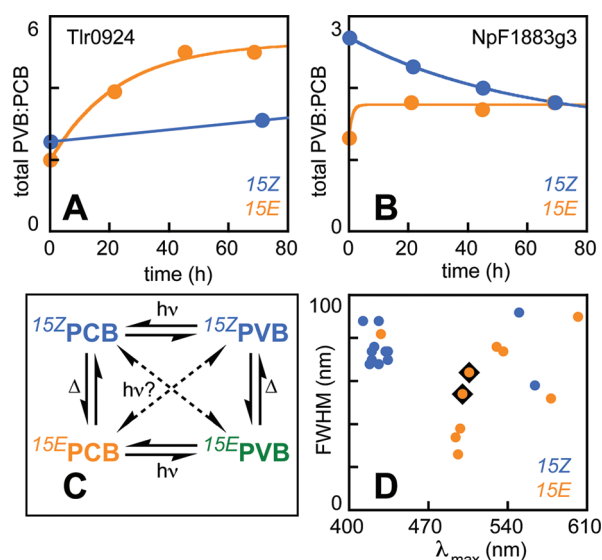 6
Tlr0924
total PVB:PCB
15Z
15E
A
0
0 20 40 60 80
time (h)
3
NpF1883g3
total PVB:PCB
15Z
15E
B
0
0 20 40 60 80
time (h)
hν
15ZPCB 15ZPVB
Δ hν? Δ
15EPCB 15EPVB
hν
C
100
FWHM (nm)
15Z
15E
D
0
400 470 540 610
λmax (nm)